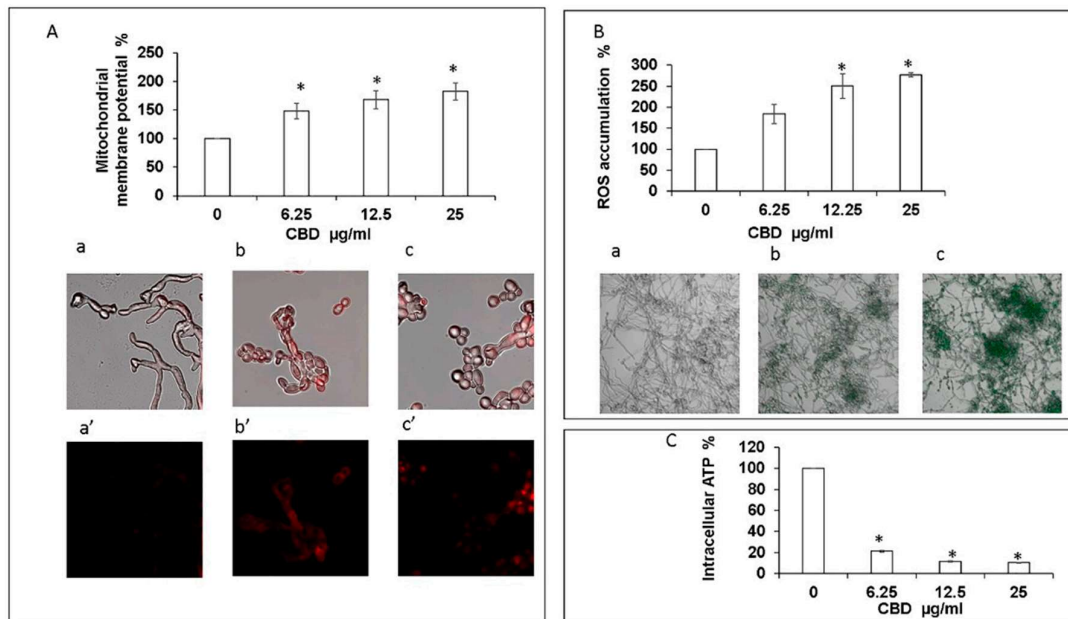 A
Mitochondrial
membrane potential %
250
200
150
100
50
0
*
*
*
0 6.25 12.5 25
CBD µg/ml
a b c
a’ b’ c’
B
ROS accumulation %
300
250
200
150
100
50
0
*
*
0 6.25 12.25 25
CBD µg/ml
a b c
C
Intracellular ATP %
120
100
80
60
40
20
0
*
*
*
0 6.25 12.5 25
CBD µg/ml